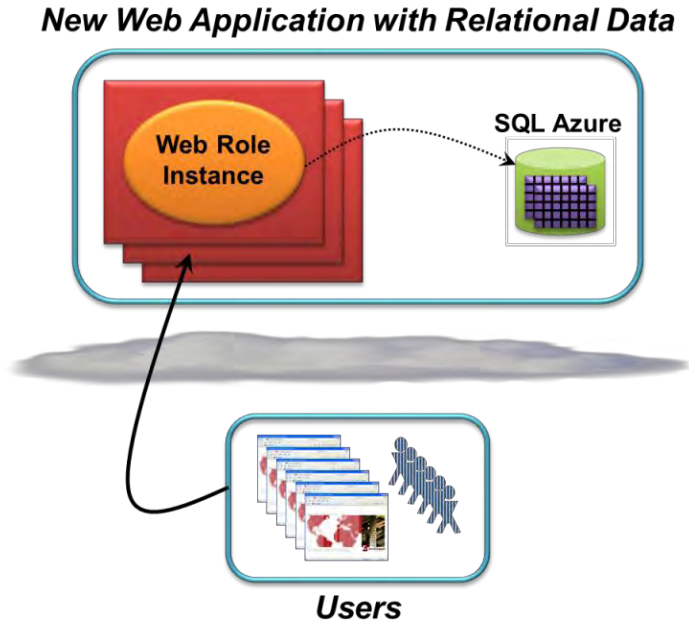 New Web Application with Relational Data
Web Role
Instance
SQL Azure
Users